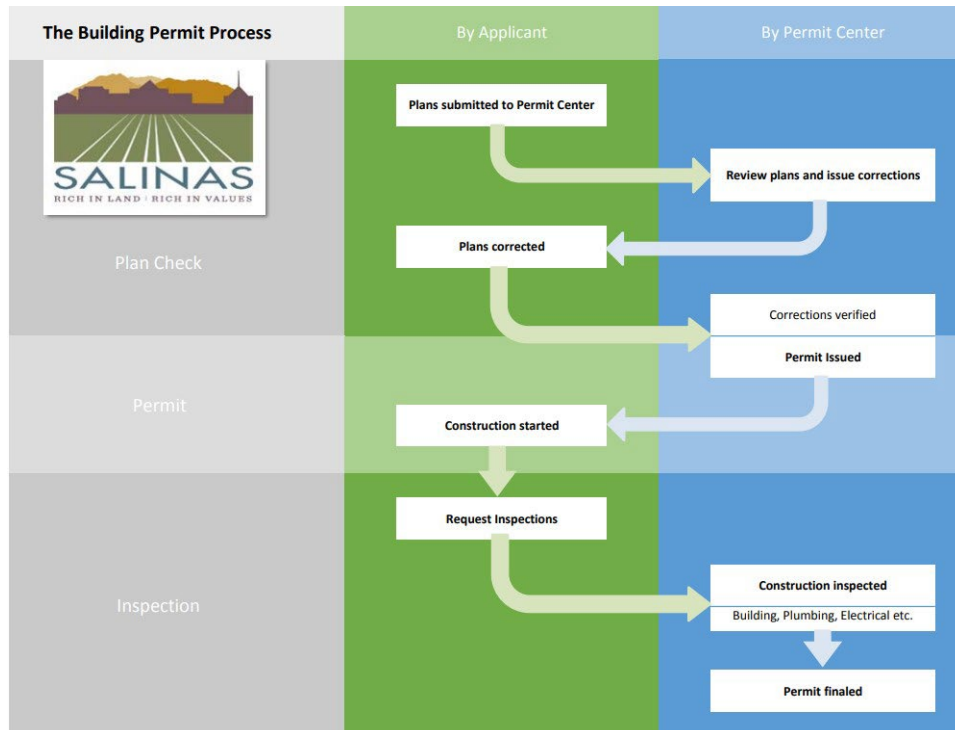 The Building Permit Process
By Applicant
By Permit Center
SALINAS
RICH IN LAND | RICH IN VALUES
Plans submitted to Permit Center
Review plans and issue corrections
Plan Check
Plans corrected
Corrections verified
Permit Issued
Permit
Construction started
Request Inspections
Inspection
Construction inspected
Building, Plumbing, Electrical etc.
Permit finaled